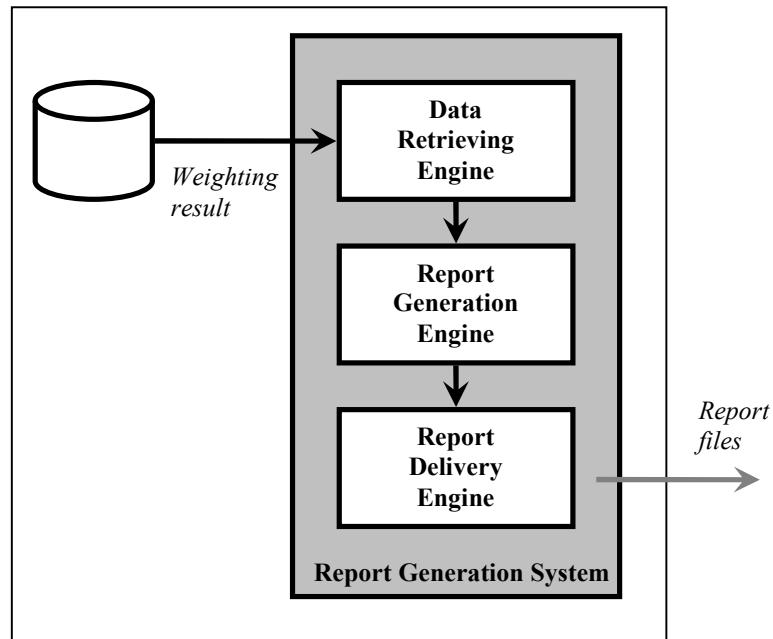 Data
Retrieving
Engine
Weighting
result
Report
Generation
Engine
Report
Delivery
Engine
Report
files
Report Generation System